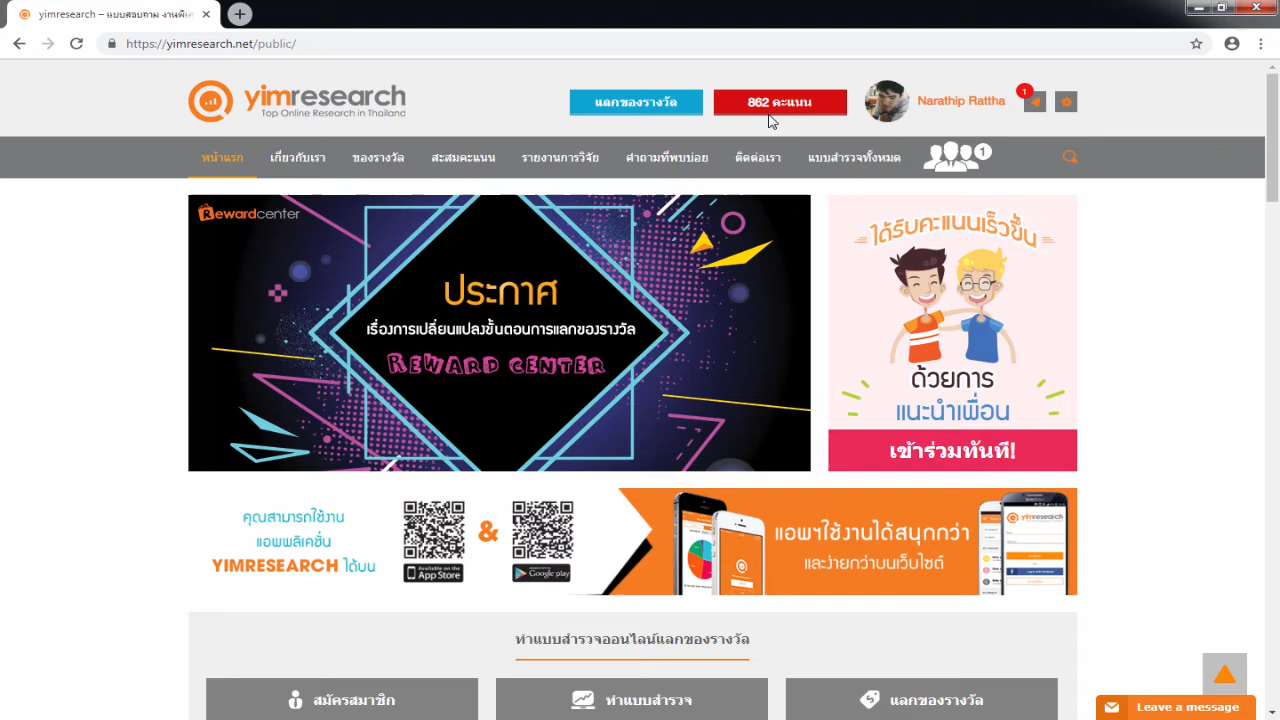 yimresearch – แบบสอบถาม งานพิเศ
https://yimresearch.net/public/
yimresearch
Top Online Research in Thailand
แลกของรางวัล
862 คะแนน
Narathip Rattha
1
หน้าแรก
เกี่ยวกับเรา
ของรางวัล
สะสมคะแนน
รายงานการวิจัย
คำถามที่พบบ่อย
ติดต่อเรา
แบบสำรวจทั้งหมด
1
Rewardcenter
ประกาศ
เรื่องการเปลี่ยนแปลงขั้นตอนการแลกของรางวัล
REWARD CENTER
ได้รับคะแนนเร็วขึ้น
ด้วยการ
แนะนำเพื่อน
เข้าร่วมทันที!
คุณสามารถใช้งาน
แอพพลิเคชั่น
YIMRESEARCH ได้บน
Available on the
App Store
&
Google play
แอพฯใช้งานได้สนุกกว่า
และง่ายกว่าบนเว็บไซต์
yimresearch
ทำแบบสำรวจออนไลน์แลกของรางวัล
สมัครสมาชิก
ทำแบบสำรวจ
แลกของรางวัล
Leave a message